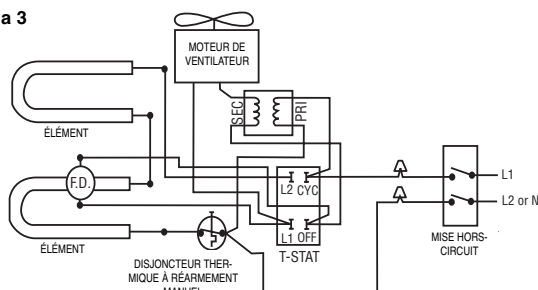 a 3
MOTEUR DE
VENTILATEUR
SEC
PRI
ÉLÉMENT
F.D.
L2 CYC
L1 OFF
T-STAT
L1
L2 or N
MISE HORS-
CIRCUIT
ÉLÉMENT
DISJONCTEUR THER-
MIQUE À RÉARMEMENT
MANUEL